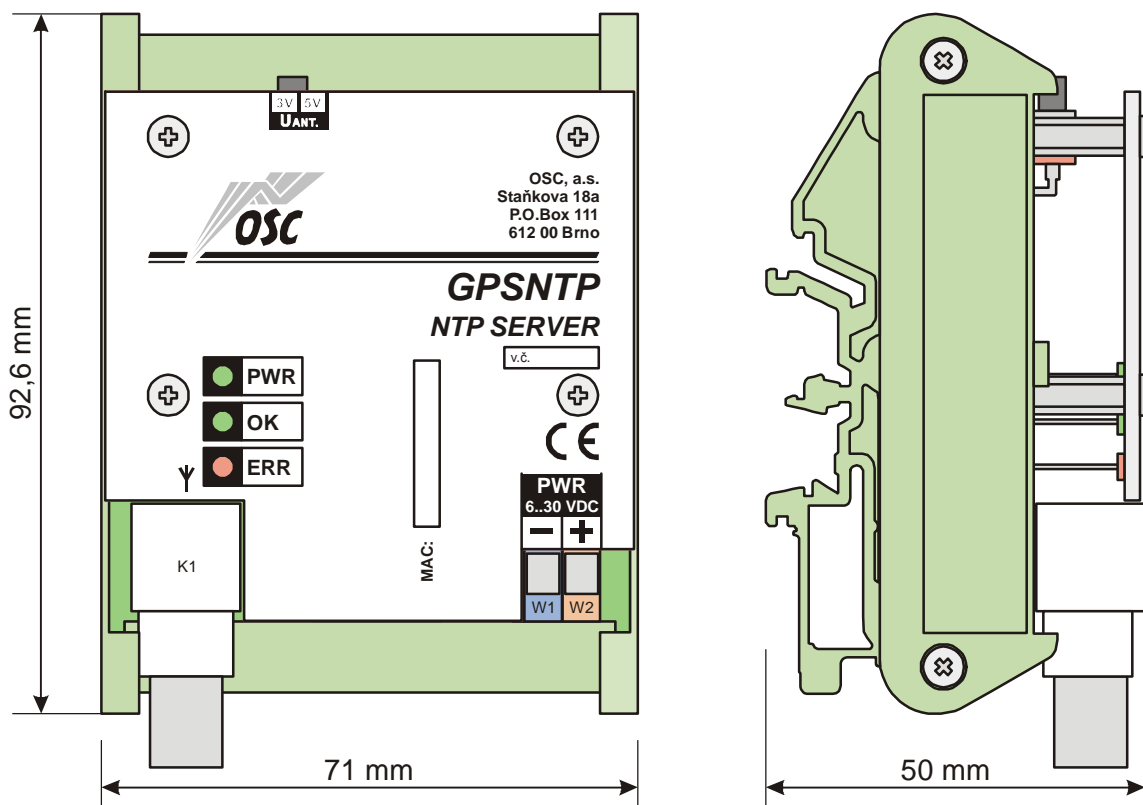 3V 5V
UANT.
OSC, a.s.
Staňkova 18a
P.O.Box 111
612 00 Brno
OSC
GPSNTP
NTP SERVER
v.č.
PWR
OK
ERR
MAC:
PWR
6..30 VDC
− +
K1
W1 W2
92,6 mm
71 mm
50 mm